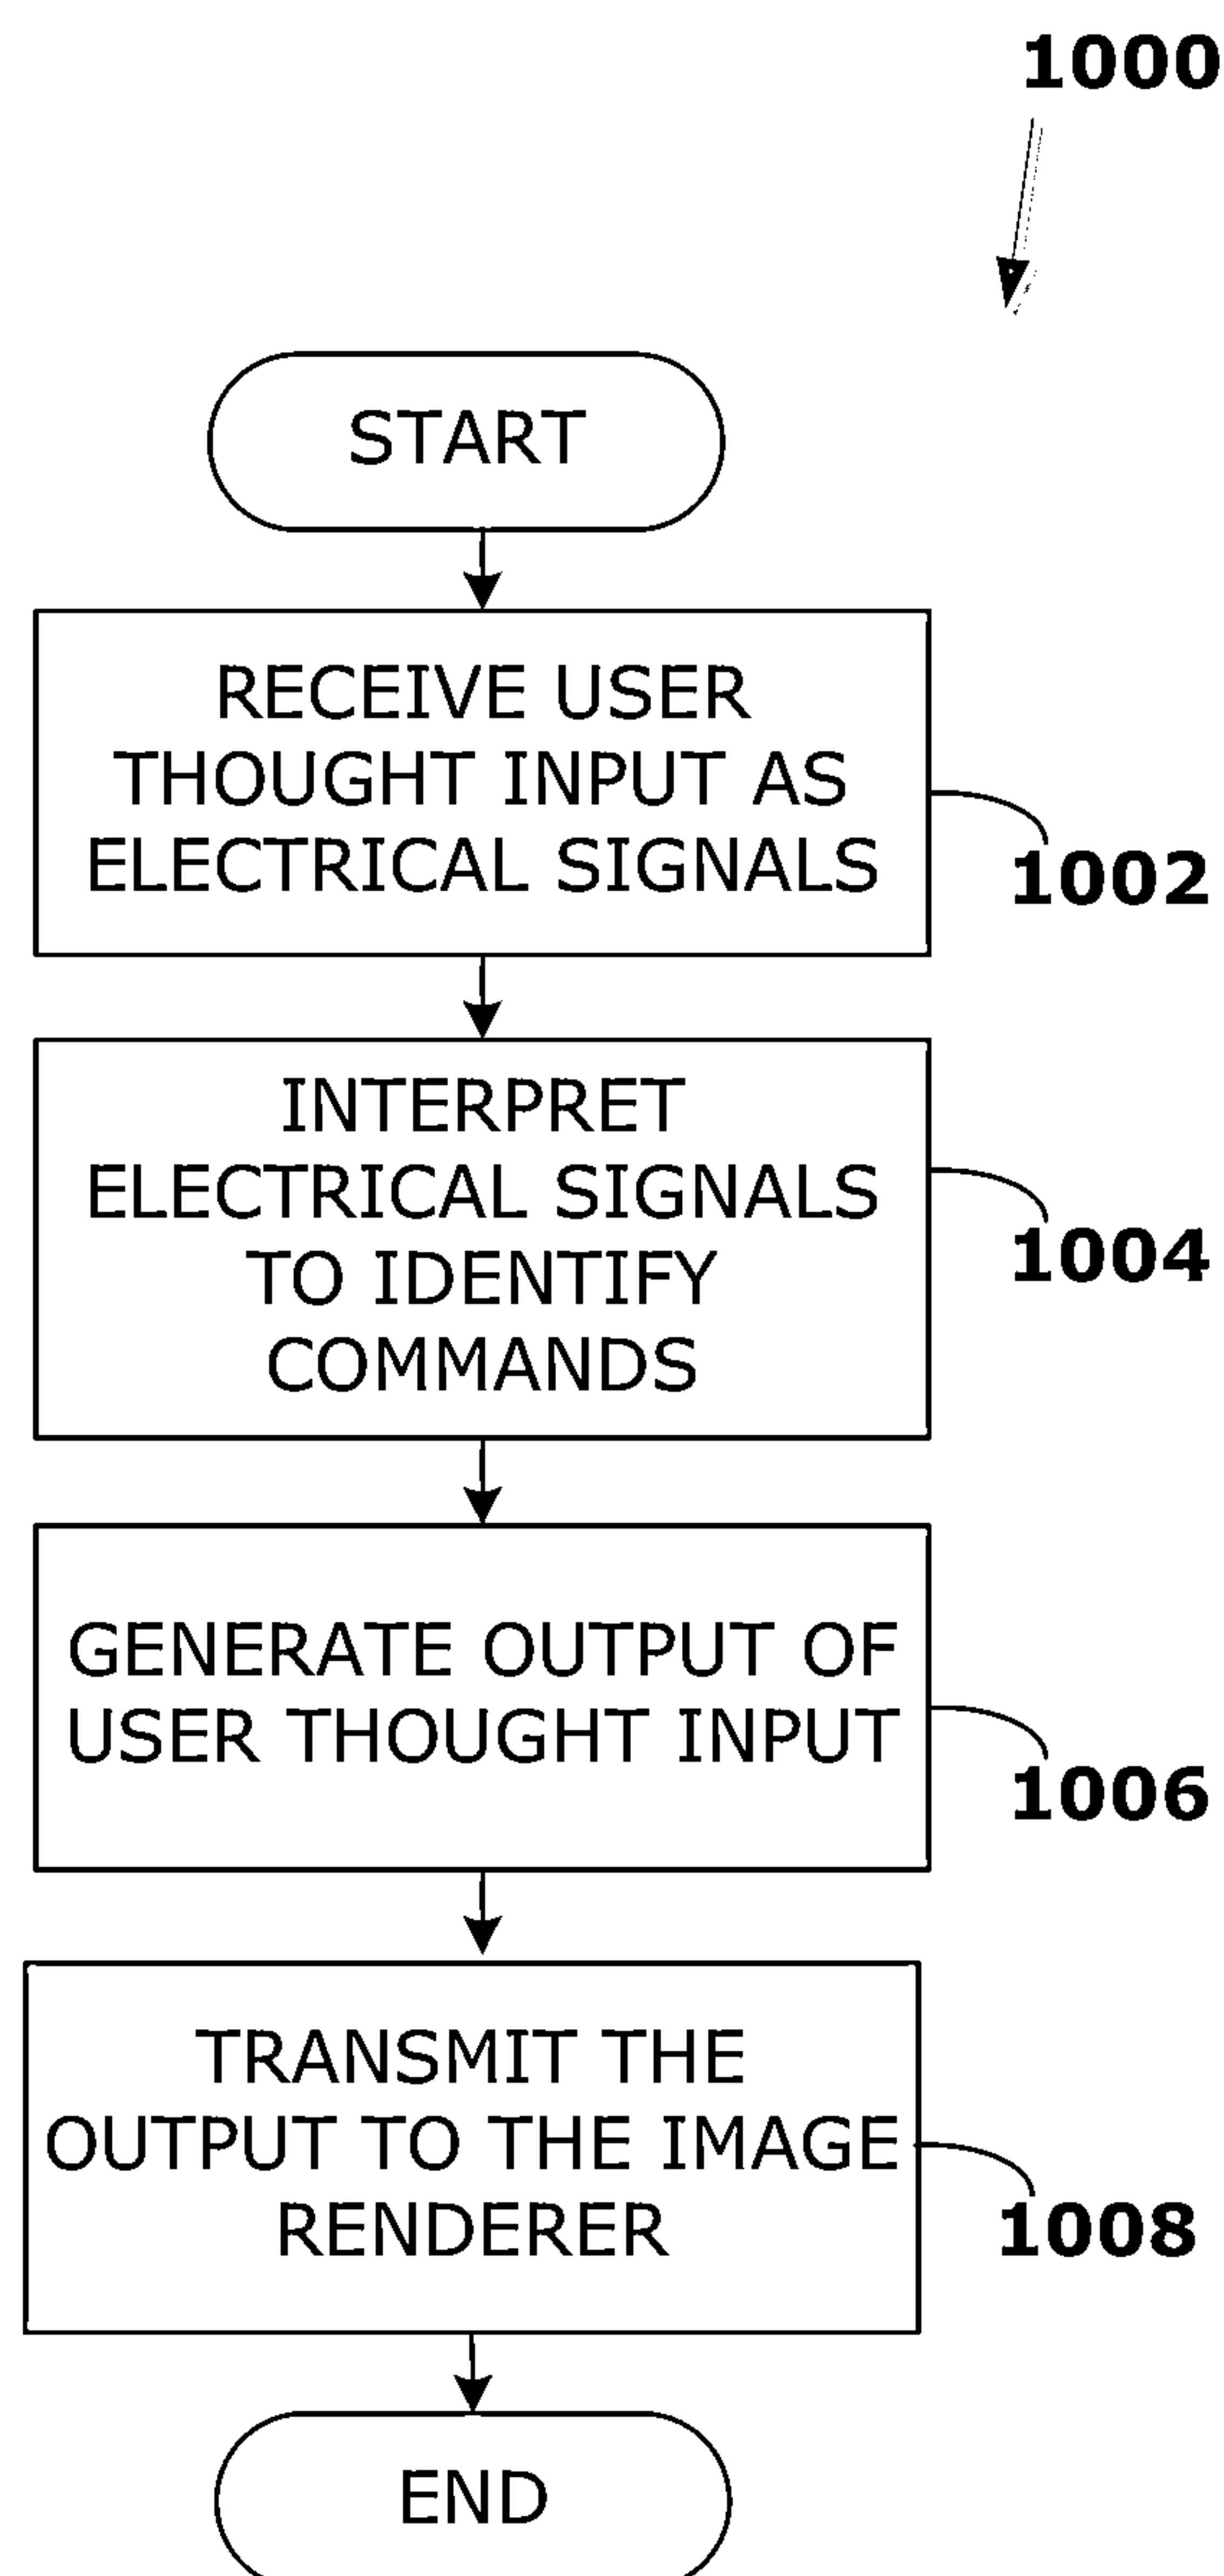 1000
START
RECEIVE USER
THOUGHT INPUT AS
ELECTRICAL SIGNALS
1002
INTERPRET
ELECTRICAL SIGNALS
TO IDENTIFY
COMMANDS
1004
GENERATE OUTPUT OF
USER THOUGHT INPUT
1006
TRANSMIT THE
OUTPUT TO THE IMAGE
RENDERER
1008
END